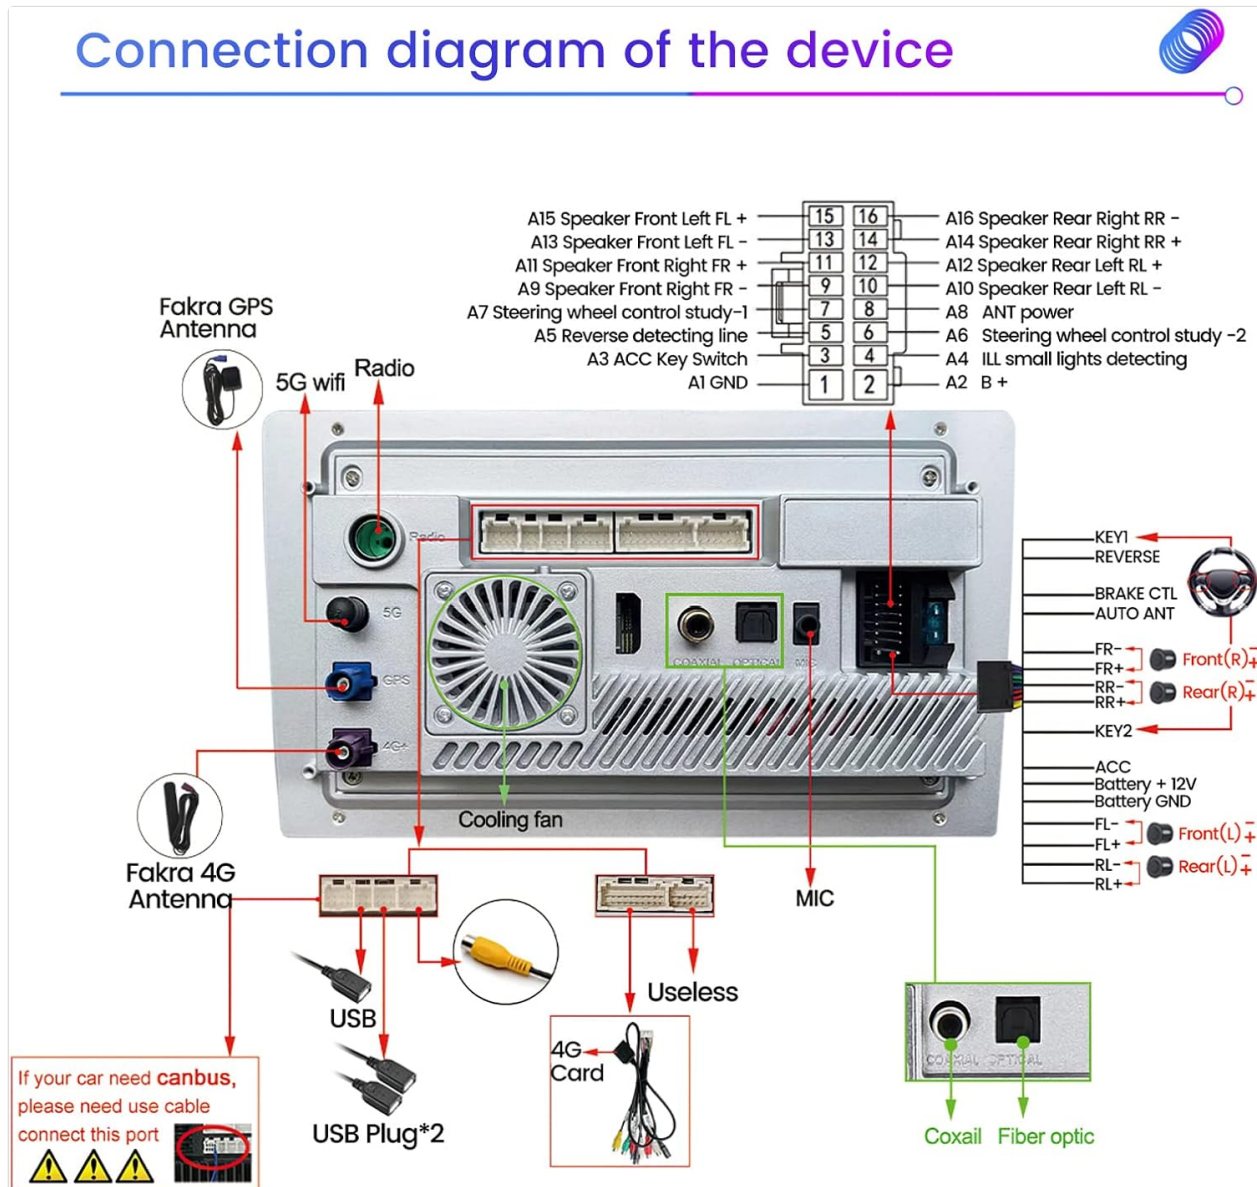 Connection diagram of the device
A15 Speaker Front Left FL +
A13 Speaker Front Left FL -
A11 Speaker Front Right FR +
A9 Speaker Front Right FR -
A7 Steering wheel control study-1
A5 Reverse detecting line
A3 ACC Key Switch
A1 GND
15 16
13 14
11 12
9 10
7 8
5 6
3 4
1 2
A16 Speaker Rear Right RR -
A14 Speaker Rear Right RR +
A12 Speaker Rear Left RL +
A10 Speaker Rear Left RL -
A8 ANT power
A6 Steering wheel control study -2
A4 ILL small lights detecting
A2 B +
Fakra GPS
Antenna
5G wifi
Radio
Radio
5G
GPS
4G+
COAXIAL
OPTICAL
MIC
Cooling fan
KEY1
REVERSE
BRAKE CTL
AUTO ANT
FR-
FR+
Front(R)
-
+
RR-
RR+
Rear(R)
-
+
KEY2
ACC
Battery + 12V
Battery GND
FL-
FL+
Front(L)
-
+
RL-
RL+
Rear(L)
-
+
Fakra 4G
Antenna
MIC
USB
USB Plug*2
Useless
4G
Card
If your car need canbus,
please need use cable
connect this port
COAXIAL OPTICAL
Coxail
Fiber optic